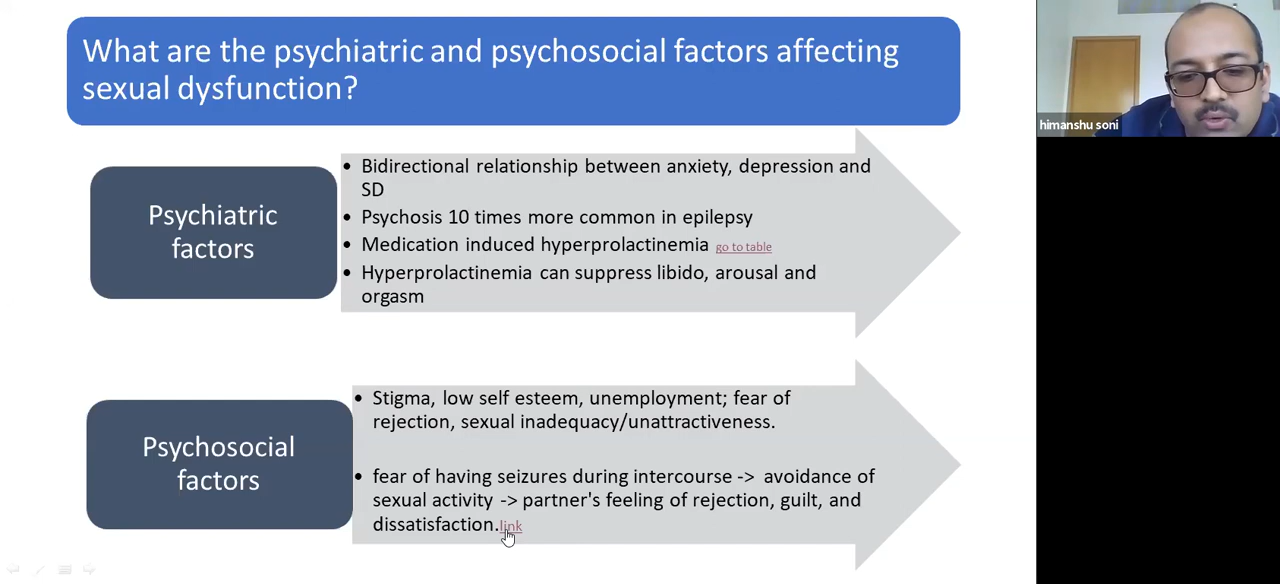 What are the psychiatric and psychosocial factors affecting
sexual dysfunction?
himanshu soni
Psychiatric
factors
• Bidirectional relationship between anxiety, depression and
SD
• Psychosis 10 times more common in epilepsy
• Medication induced hyperprolactinemia go to table
• Hyperprolactinemia can suppress libido, arousal and
orgasm
Psychosocial
factors
• Stigma, low self esteem, unemployment; fear of
rejection, sexual inadequacy/unattractiveness.
• fear of having seizures during intercourse -> avoidance of
sexual activity -> partner's feeling of rejection, guilt, and
dissatisfaction.link